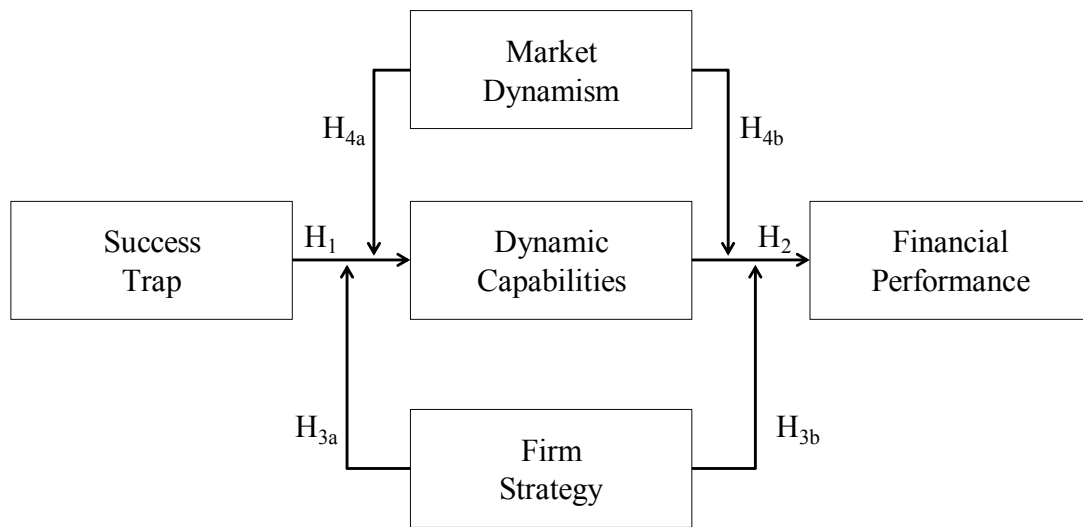 Market
Dynamism
H4a
H4b
Success
Trap
H1
Dynamic
Capabilities
H2
Financial
Performance
H3a
Firm
Strategy
H3b